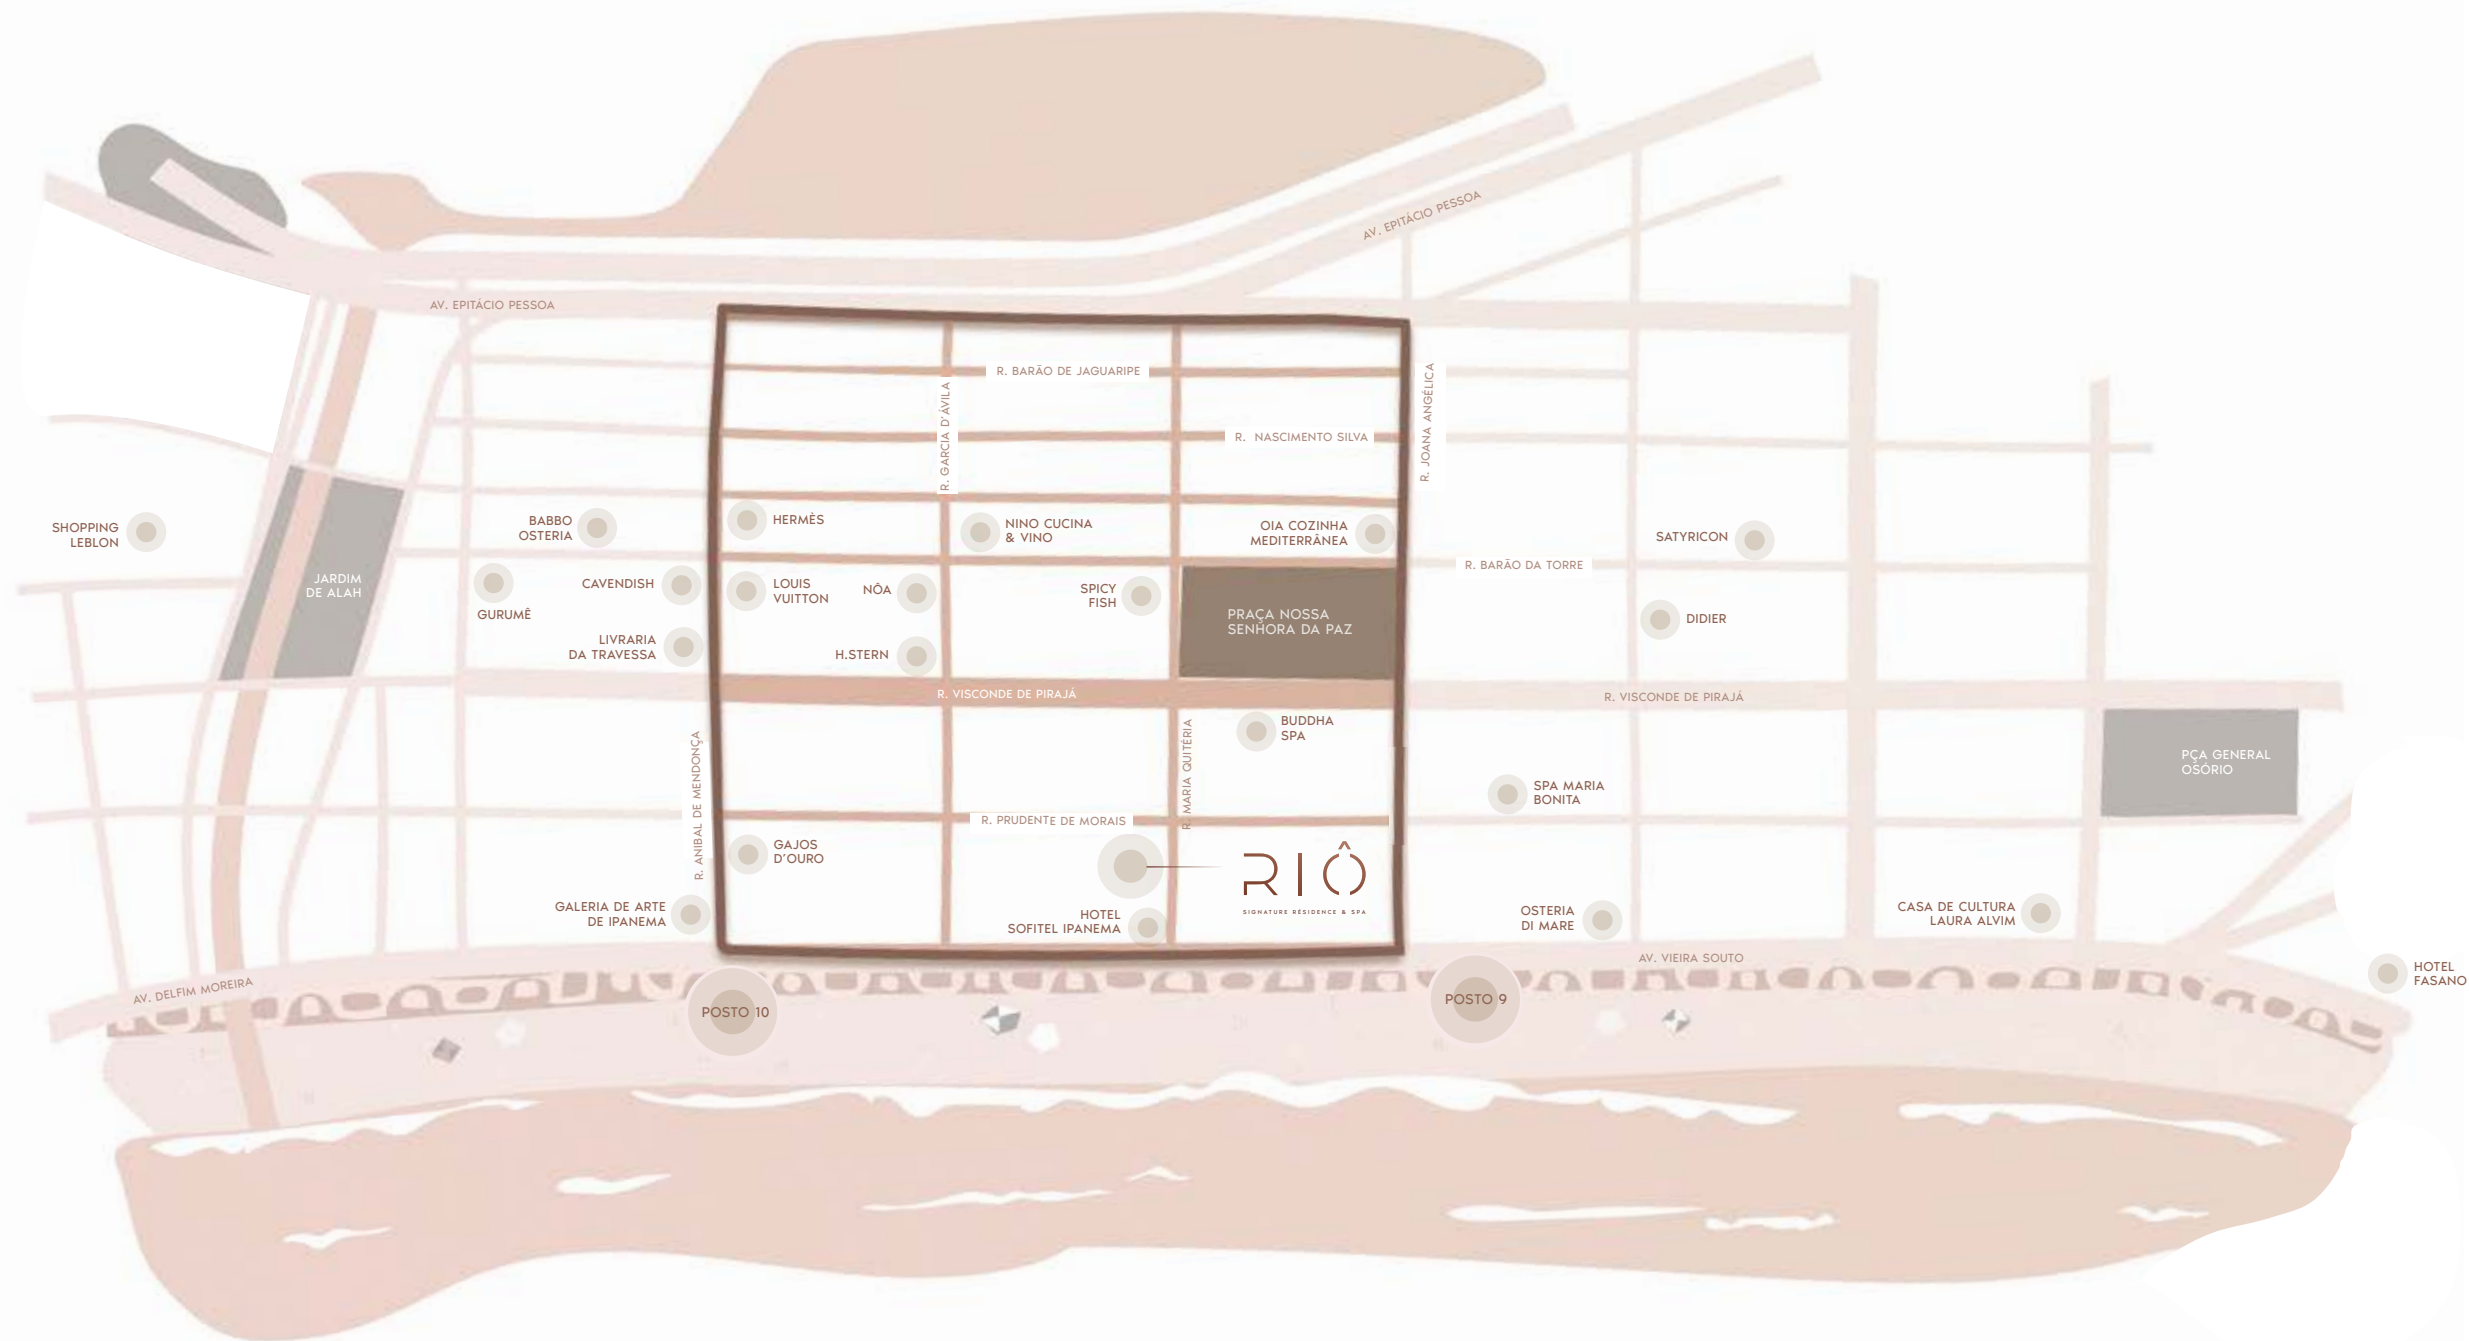 AV. EPITÁCIO PESSOA
AV. EPITÁCIO PESSOA
R. BARÃO DE JAGUARIPE
R. GARCIA D'ÁVILA
R. JOANA ANGÉLICA
R. NASCIMENTO SILVA
SHOPPING
LEBLON
BABBO
OSTERIA
HERMÈS
NINO CUCINA
& VINO
OIA COZINHA
MEDITERRÂNEA
SATYRICON
R. BARÃO DA TORRE
JARDIM
DE ALAH
GURUMÊ
CAVENDISH
LOUIS
VUITTON
NÔA
SPICY
FISH
PRAÇA NOSSA
SENHORA DA PAZ
DIDIER
LIVRARIA
DA TRAVESSA
H.STERN
R. VISCONDE DE PIRAJÁ
R. VISCONDE DE PIRAJÁ
R. ANIBAL DE MENDONÇA
R. MARIA QUITÉRIA
BUDDHA
SPA
PÇA GENERAL
OSÓRIO
SPA MARIA
BONITA
R. PRUDENTE DE MORAIS
GAJOS
D'OURO
RIÔ
SIGNATURE RÉSIDENCE & SPA
GALERIA DE ARTE
DE IPANEMA
HOTEL
SOFITEL IPANEMA
OSTERIA
DI MARE
CASA DE CULTURA
LAURA ALVIM
AV. VIEIRA SOUTO
HOTEL
FASANO
AV. DELFIM MOREIRA
POSTO 10
POSTO 9